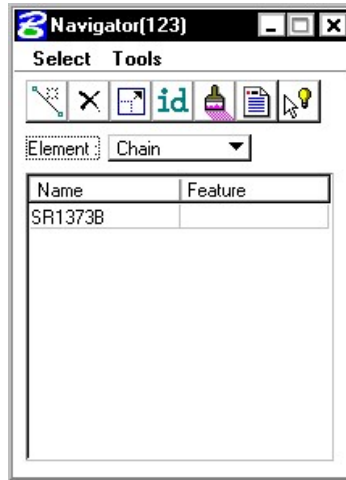 Navigator(123)
Select Tools
id
Element : Chain
Name Feature
SR1373B